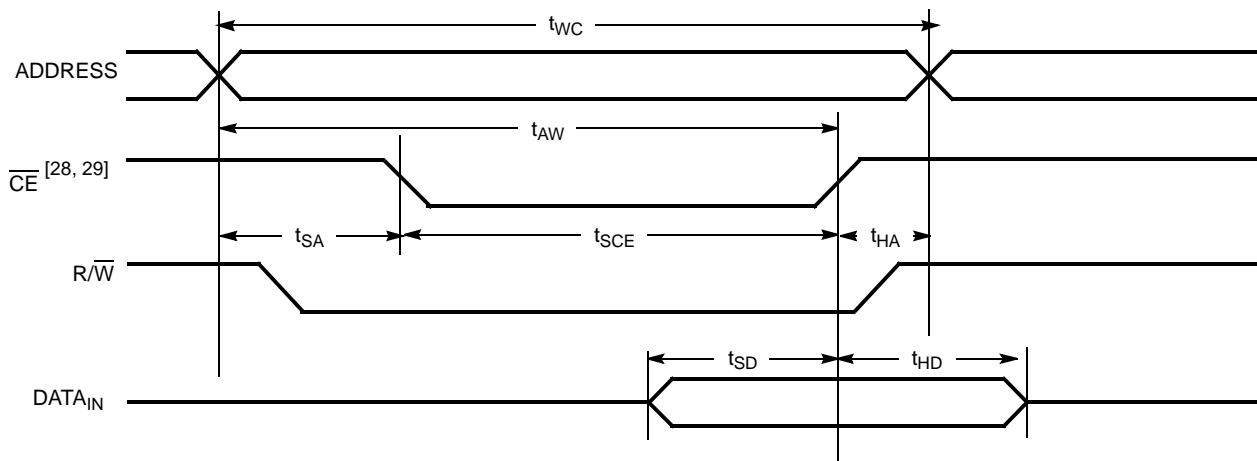 tWC
ADDRESS
tAW
CE [28, 29]
tSA tSCE tHA
R/W
tSD tHD
DATAIN